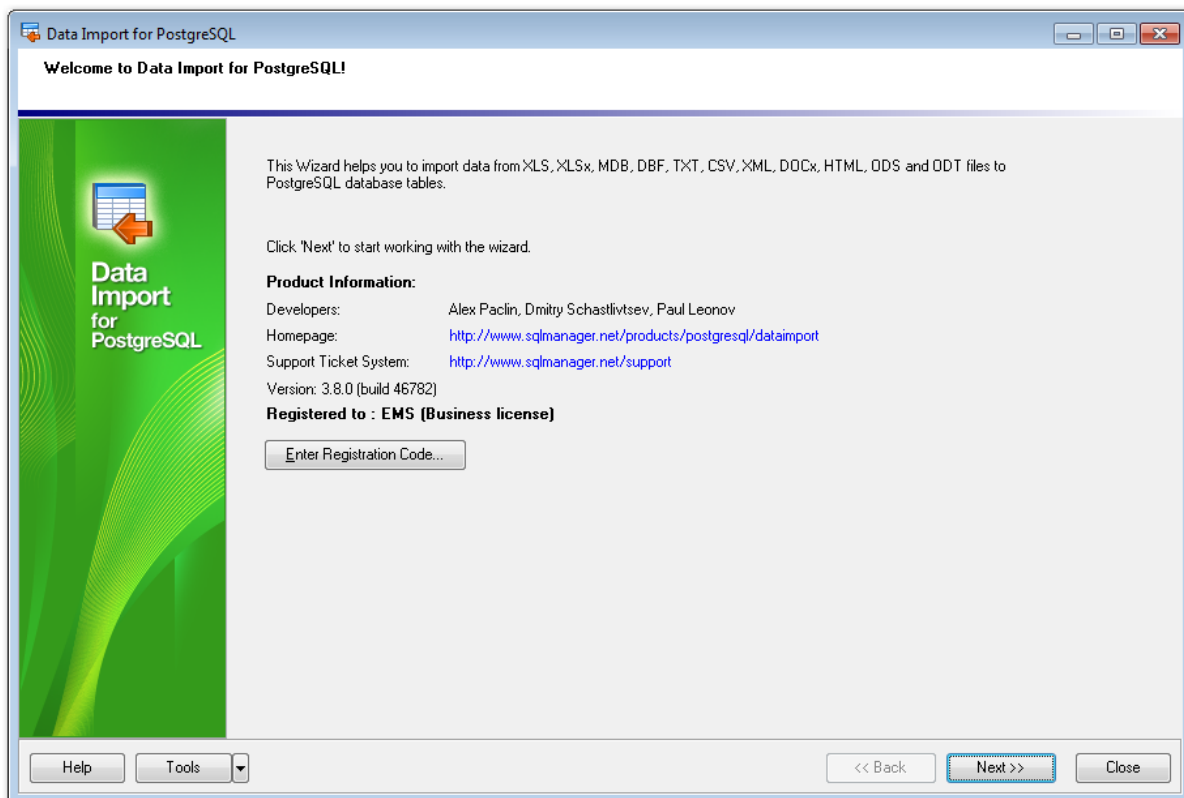 Data Import for PostgreSQL
Welcome to Data Import for PostgreSQL!
Data
Import
for
PostgreSQL
This Wizard helps you to import data from XLS, XLSx, MDB, DBF, TXT, CSV, XML, DOCx, HTML, ODS and ODT files to
PostgreSQL database tables.
Click 'Next' to start working with the wizard.
Product Information:
Developers: Alex Paclin, Dmitry Schastlivtsev, Paul Leonov
Homepage: http://www.sqlmanager.net/products/postgresql/dataimport
Support Ticket System: http://www.sqlmanager.net/support
Version: 3.8.0 (build 46782)
Registered to : EMS (Business license)
Enter Registration Code...
Help Tools << Back Next >> Close